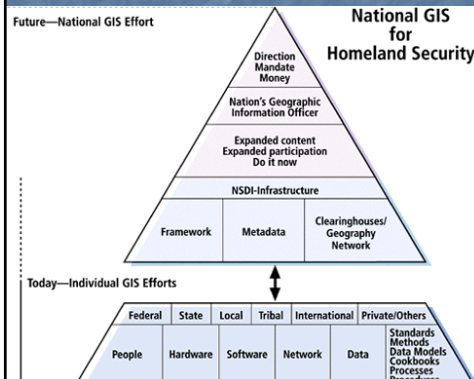 Future—National GIS Effort
National GIS
for
Homeland Security
Direction
Mandate
Money
Nation's Geographic
Information Officer
Expanded content
Expanded participation
Do it now
NSDI-Infrastructure
Framework
Metadata
Clearinghouses/
Geography
Network
Today—Individual GIS Efforts
Federal State Local Tribal International Private/Others
People Hardware Software Network Data
Standards
Methods
Data Models
Cookbooks
Processes
Procedures